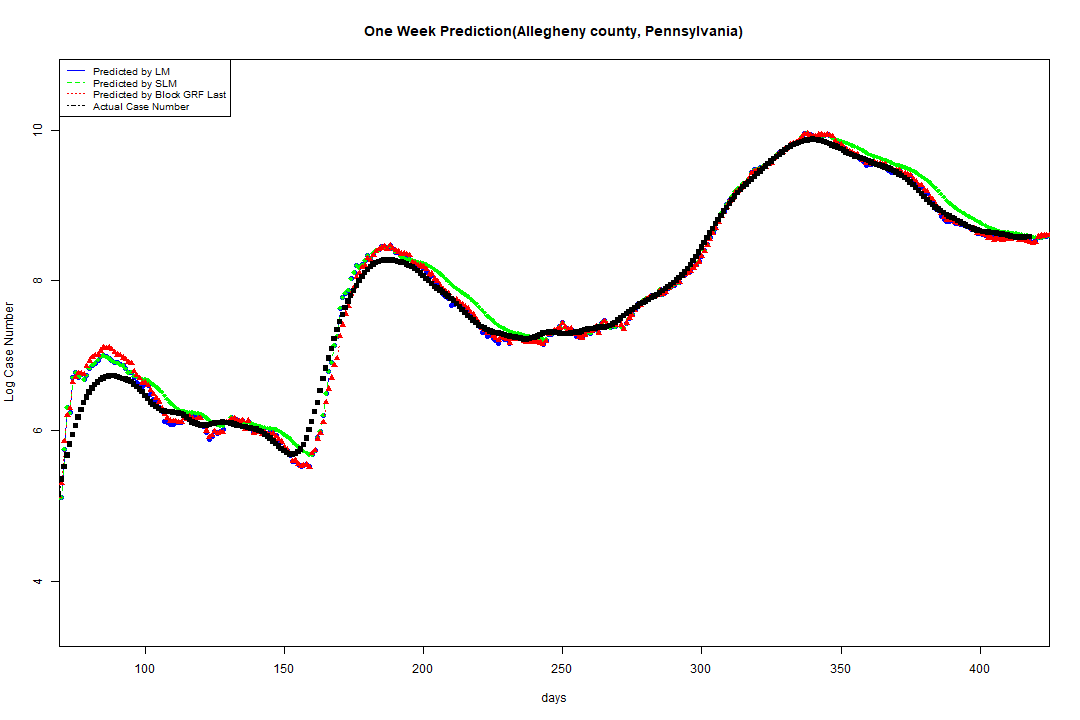 One Week Prediction(Allegheny county, Pennsylvania)
Predicted by LM
Predicted by SLM
Predicted by Block GRF Last
Actual Case Number
Log Case Number
10
8
6
4
100 150 200 250 300 350 400
days